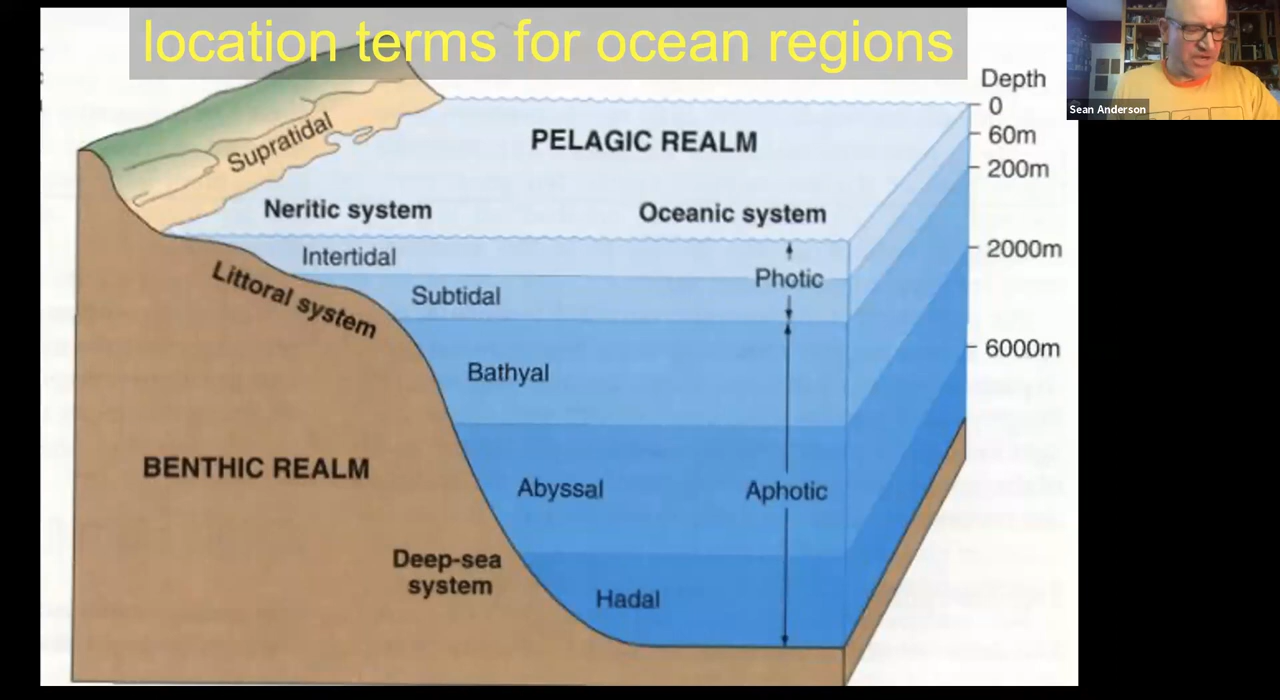 location terms for ocean regions
Sean Anderson
Depth
0
60m
200m
2000m
6000m
Supratidal
PELAGIC REALM
Neritic system
Oceanic system
Intertidal
Littoral system
Subtidal
Photic
Bathyal
BENTHIC REALM
Abyssal
Aphotic
Deep-sea
system
Hadal